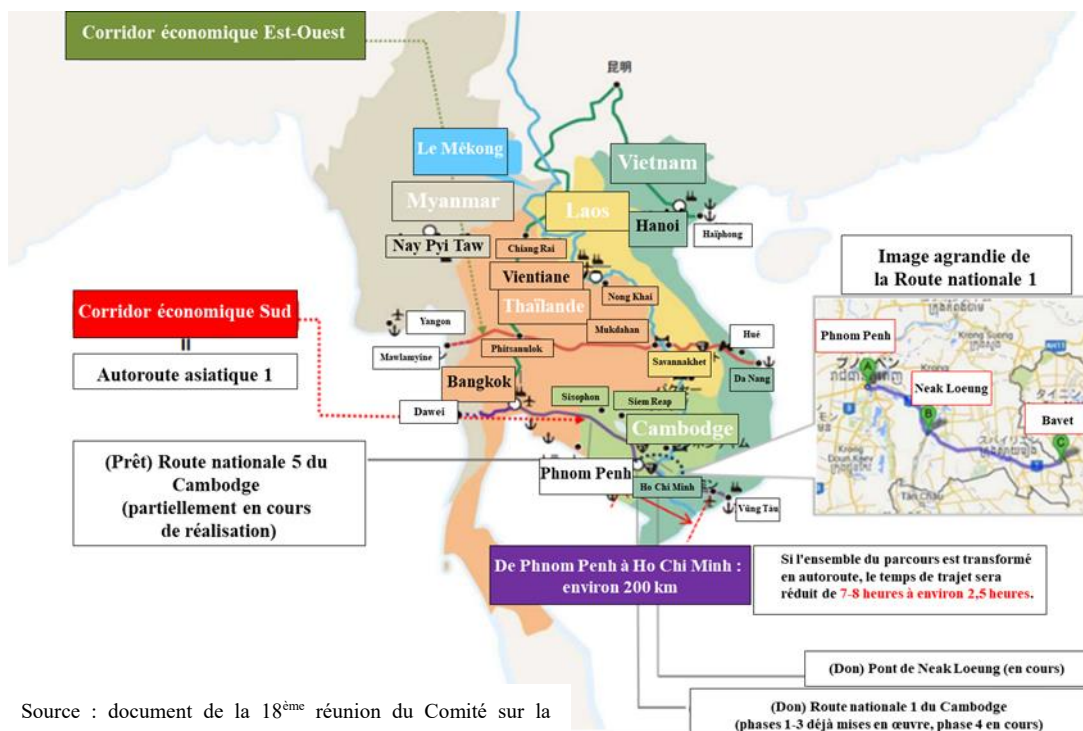 Corridor économique Est-Ouest
昆明
Le Mékong
Vietnam
Myanmar
Laos
Hanoi
Haïphong
Nay Pyi Taw
Chiang Rai
Vientiane
Image agrandie de
la Route nationale 1
Thaïlande
Nong Khai
Corridor économique Sud
=
Autoroute asiatique 1
Yangon
Mukdahan
Hué
Mawlamyine
Phitsanulok
Savannakhet
Da Nang
Phnom Penh
Bangkok
Sisophon
Siem Reap
Dawei
Cambodge
Neak Loeung
Bavet
A
B
C
Krong Suong
Krong
Tân Châu
(Prêt) Route nationale 5 du
Cambodge
(partiellement en cours
de réalisation)
Phnom Penh
Ho Chi Minh
Vũng Tàu
De Phnom Penh à Ho Chi Minh :
environ 200 km
Si l'ensemble du parcours est transformé
en autoroute, le temps de trajet sera
réduit de 7-8 heures à environ 2,5 heures.
(Don) Pont de Neak Loeung (en cours)
(Don) Route nationale 1 du Cambodge
(phases 1-3 déjà mises en œuvre, phase 4 en cours)
Source : document de la 18ème réunion du Comité sur la